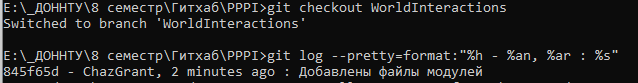 E:\_ДОННТУ\8 семестр\Гитхаб\PPPI>git checkout WorldInteractions
Switched to branch 'WorldInteractions'
E:\_ДОННТУ\8 семестр\Гитхаб\PPPI>git log --pretty=format:"%h - %an, %ar : %s"
845f65d - ChazGrant, 2 minutes ago : Добавлены файлы модулей